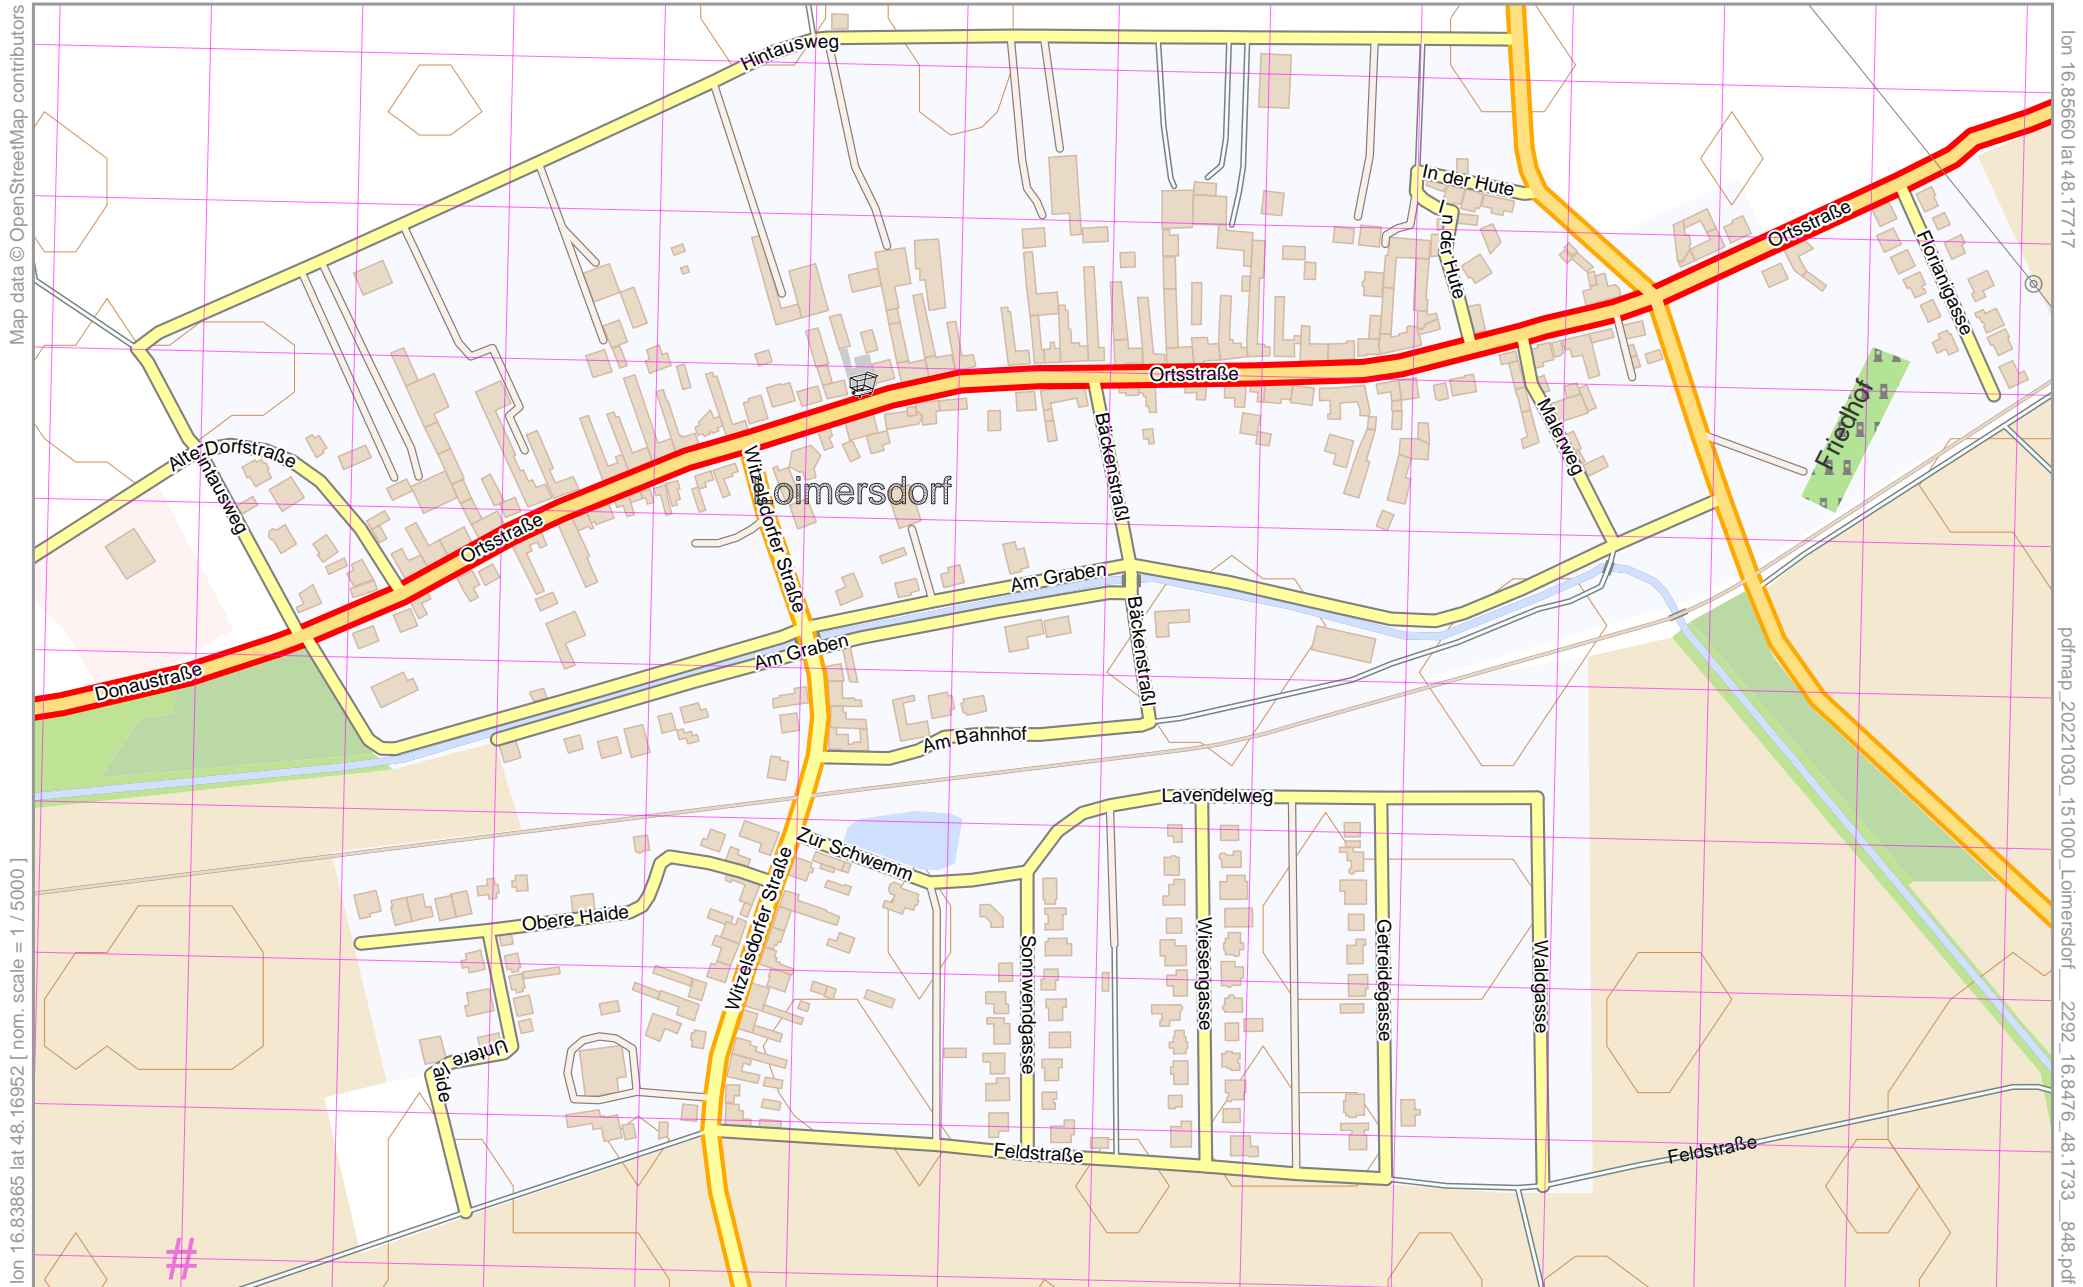 Map data © OpenStreetMap contributors
lon 16.83865 lat 48.16952 [ nom. scale = 1 / 5000 ]
lon 16.85660 lat 48.17717
pdfmap_20221030_151000_Loimersdorf___2292_16.8476_48.1733__848.pdf
Hintausweg
In der Hute
In der Hute
Ortsstraße
Florianigasse
Ortsstraße
Friedhof
Malerweg
Bäckenstraßl
Alte Dorfstraße
Hintausweg
Witzelsdorfer Straße
Loimersdorf
Ortsstraße
Am Graben
Bäckenstraßl
Am Graben
Donaustraße
Am Bahnhof
Lavendelweg
Zur Schwemm
Obere Haide
Witzelsdorfer Straße
Sonnwendgasse
Wiesengasse
Getreidegasse
Waldgasse
Untere Haide
Feldstraße
Feldstraße
#